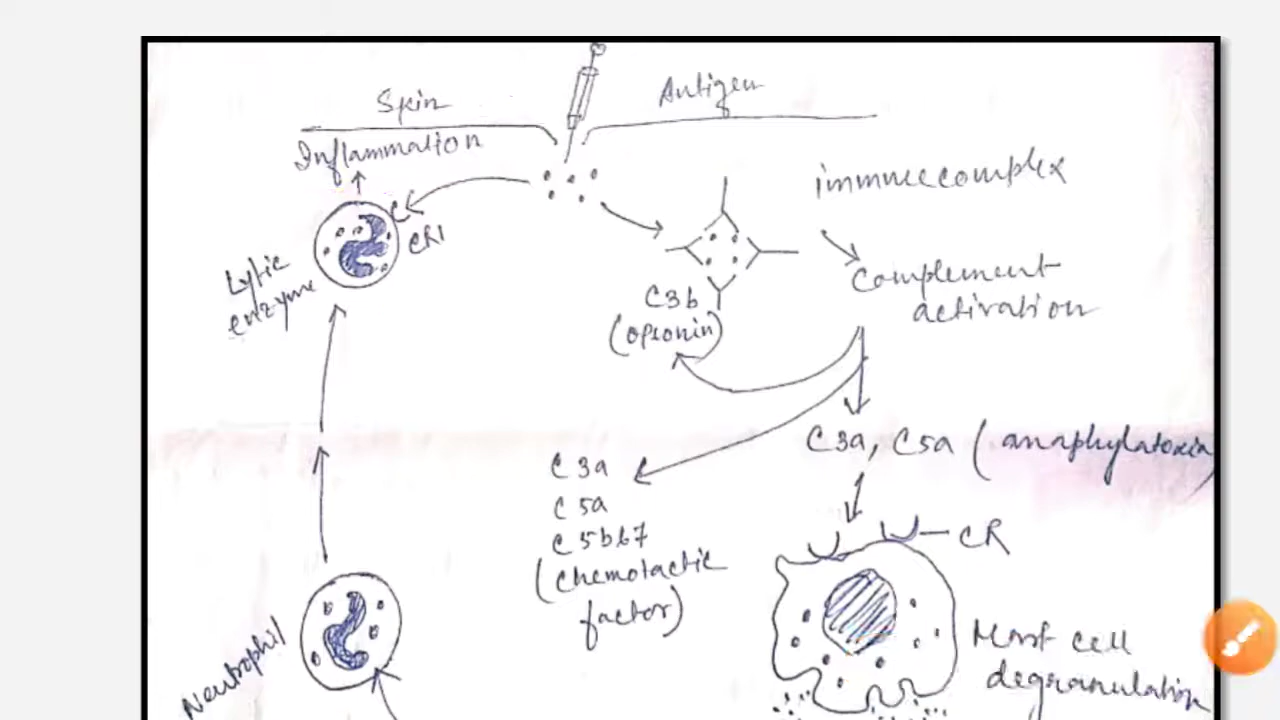 Skin
Antigen
Inflammation
immunecomplex
CR1
Lytic
enzyme
Complement
activation
C3b
(opsonin)
C3a, C5a (anaphylatoxin)
C3a
C5a
C5b67
(chemotactic
factor)
CR
Neutrophil
Mast cell
degranulation